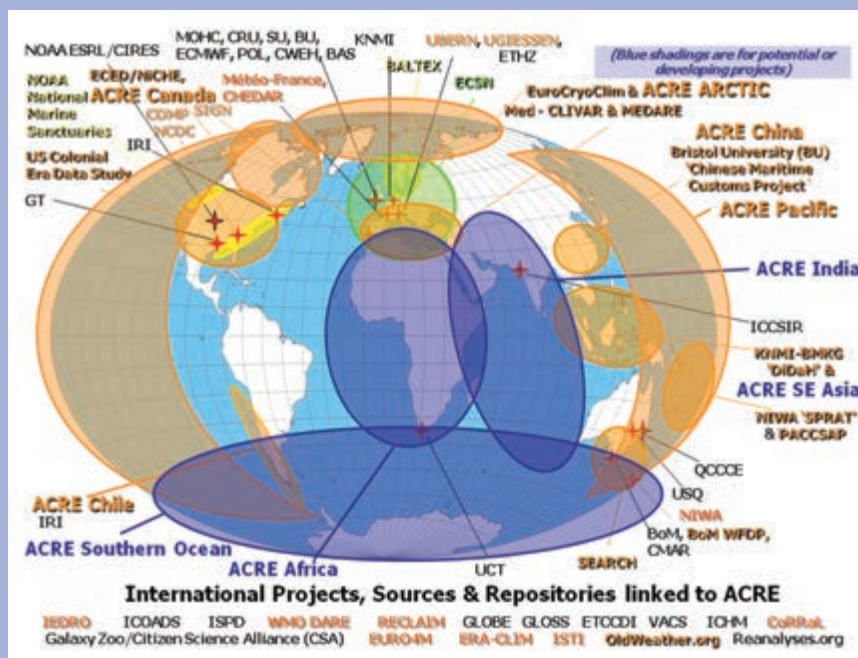 MOHC, CRU, SU, BU,
ECMWF, POL, CWEH, BAS
KNMI
UBERN, UGIESSEN,
ETHZ
NOAA ESRL/CIRES
(Blue shadings are for potential or
developing projects)
NOAA
National
Marine
Sanctuaries
ECED/NICHE,
ACRE Canada
COMP SIGN
NCDC
Météo-France,
CHEDAR
BALTEX
ECSN
EuroCryoClim & ACRE ARCTIC
Med - CLIVAR & MEDARE
IRI
US Colonial
Era Data Study
GT
ACRE China
Bristol University (BU)
'Chinese Maritime
Customs Project'
ACRE Pacific
ACRE India
ICCSIR
KNMI-BMKG
'DiDaH' &
ACRE SE Asia
NIWA 'SPRAT'
& PACCSAP
QCCCE
USQ
NIWA
BoM, BoM WFDP,
CMAR
SEARCH
ACRE Chile
IRI
ACRE Southern Ocean
ACRE Africa
UCT
International Projects, Sources & Repositories linked to ACRE
IEDRO ICOADS ISPD WMO DARE RECLAIM GLOBE GLOSS ETCCDI VACS ICHM CoRRaL
Galaxy Zoo/Citizen Science Alliance (CSA) EURO4M ERA-CLIM ISTI OldWeather.org Reanalyses.org